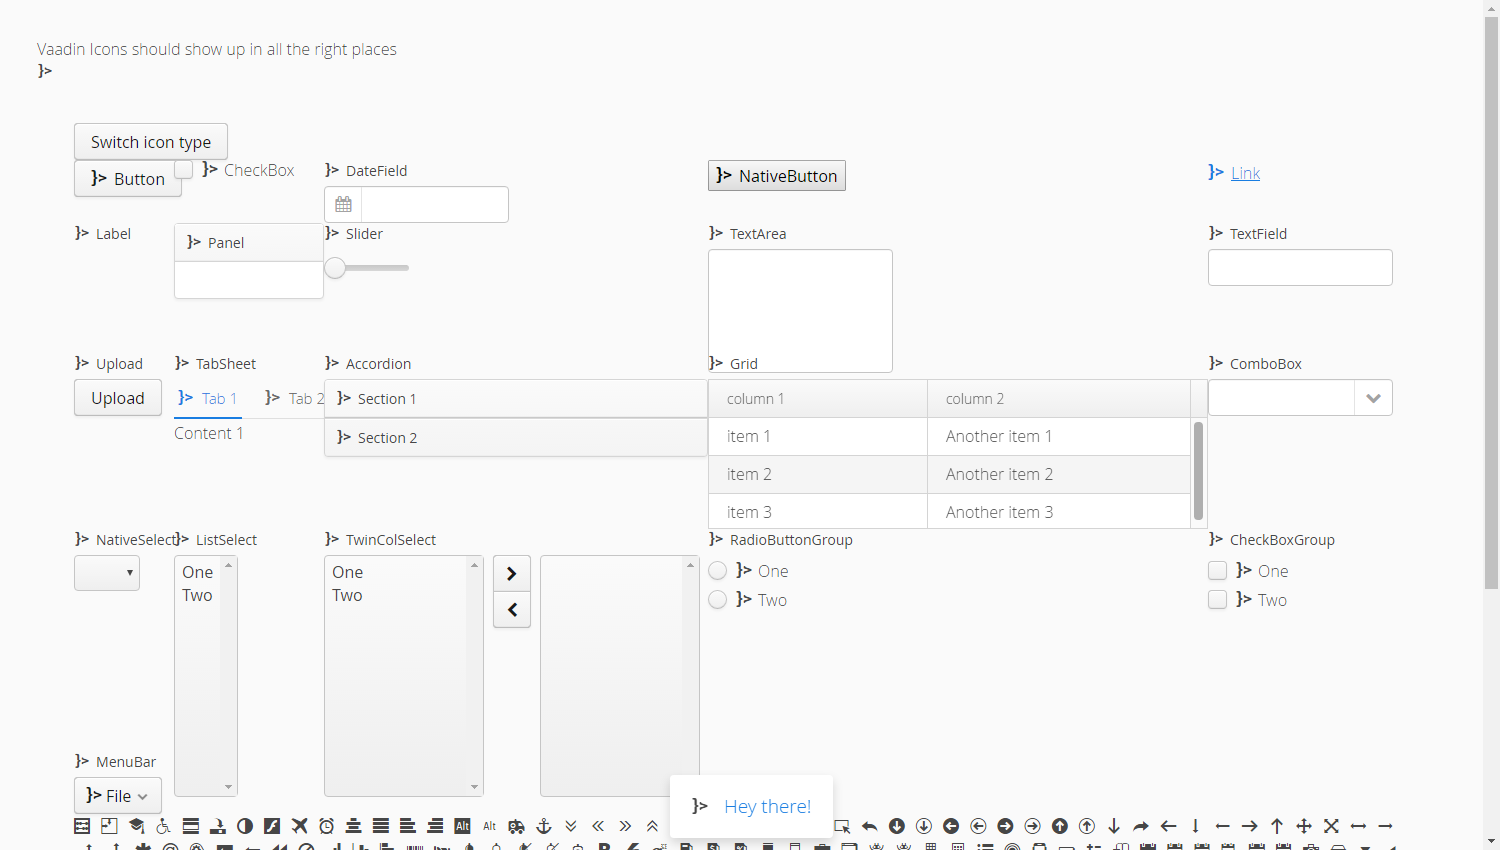 Vaadin Icons should show up in all the right places
}>
Switch icon type
}> Button
}> CheckBox
}> DateField
}> NativeButton
}> Link
}> Label
}> Panel
}> Slider
}> TextArea
}> TextField
}> Upload
}> TabSheet
}> Accordion
}> Grid
}> ComboBox
Upload
}> Tab 1
}> Tab 2
}> Section 1
column 1
column 2
Content 1
}> Section 2
item 1
Another item 1
item 2
Another item 2
item 3
Another item 3
}> NativeSelect
}> ListSelect
}> TwinColSelect
}> RadioButtonGroup
}> CheckBoxGroup
One
Two
One
Two
}> One
}> Two
}> One
}> Two
}> MenuBar
}> File
}> Hey there!
Alt
Alt